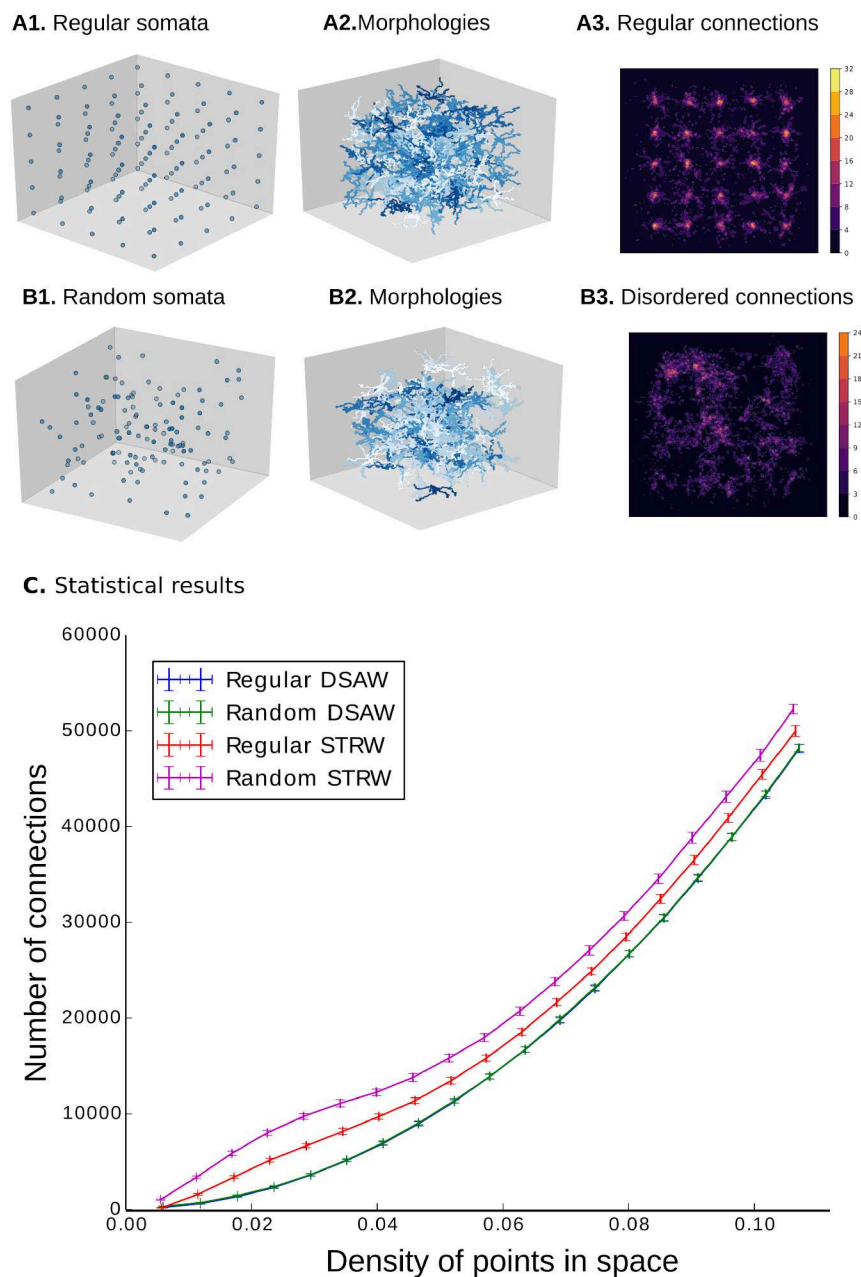 A1. Regular somata
A2.Morphologies
A3. Regular connections
32
28
24
20
16
12
8
4
0
B1. Random somata
B2. Morphologies
B3. Disordered connections
24
21
18
15
12
9
6
3
0
C. Statistical results
60000
50000
40000
30000
20000
10000
0
Regular DSAW
Random DSAW
Regular STRW
Random STRW
Number of connections
0.00 0.02 0.04 0.06 0.08 0.10
Density of points in space